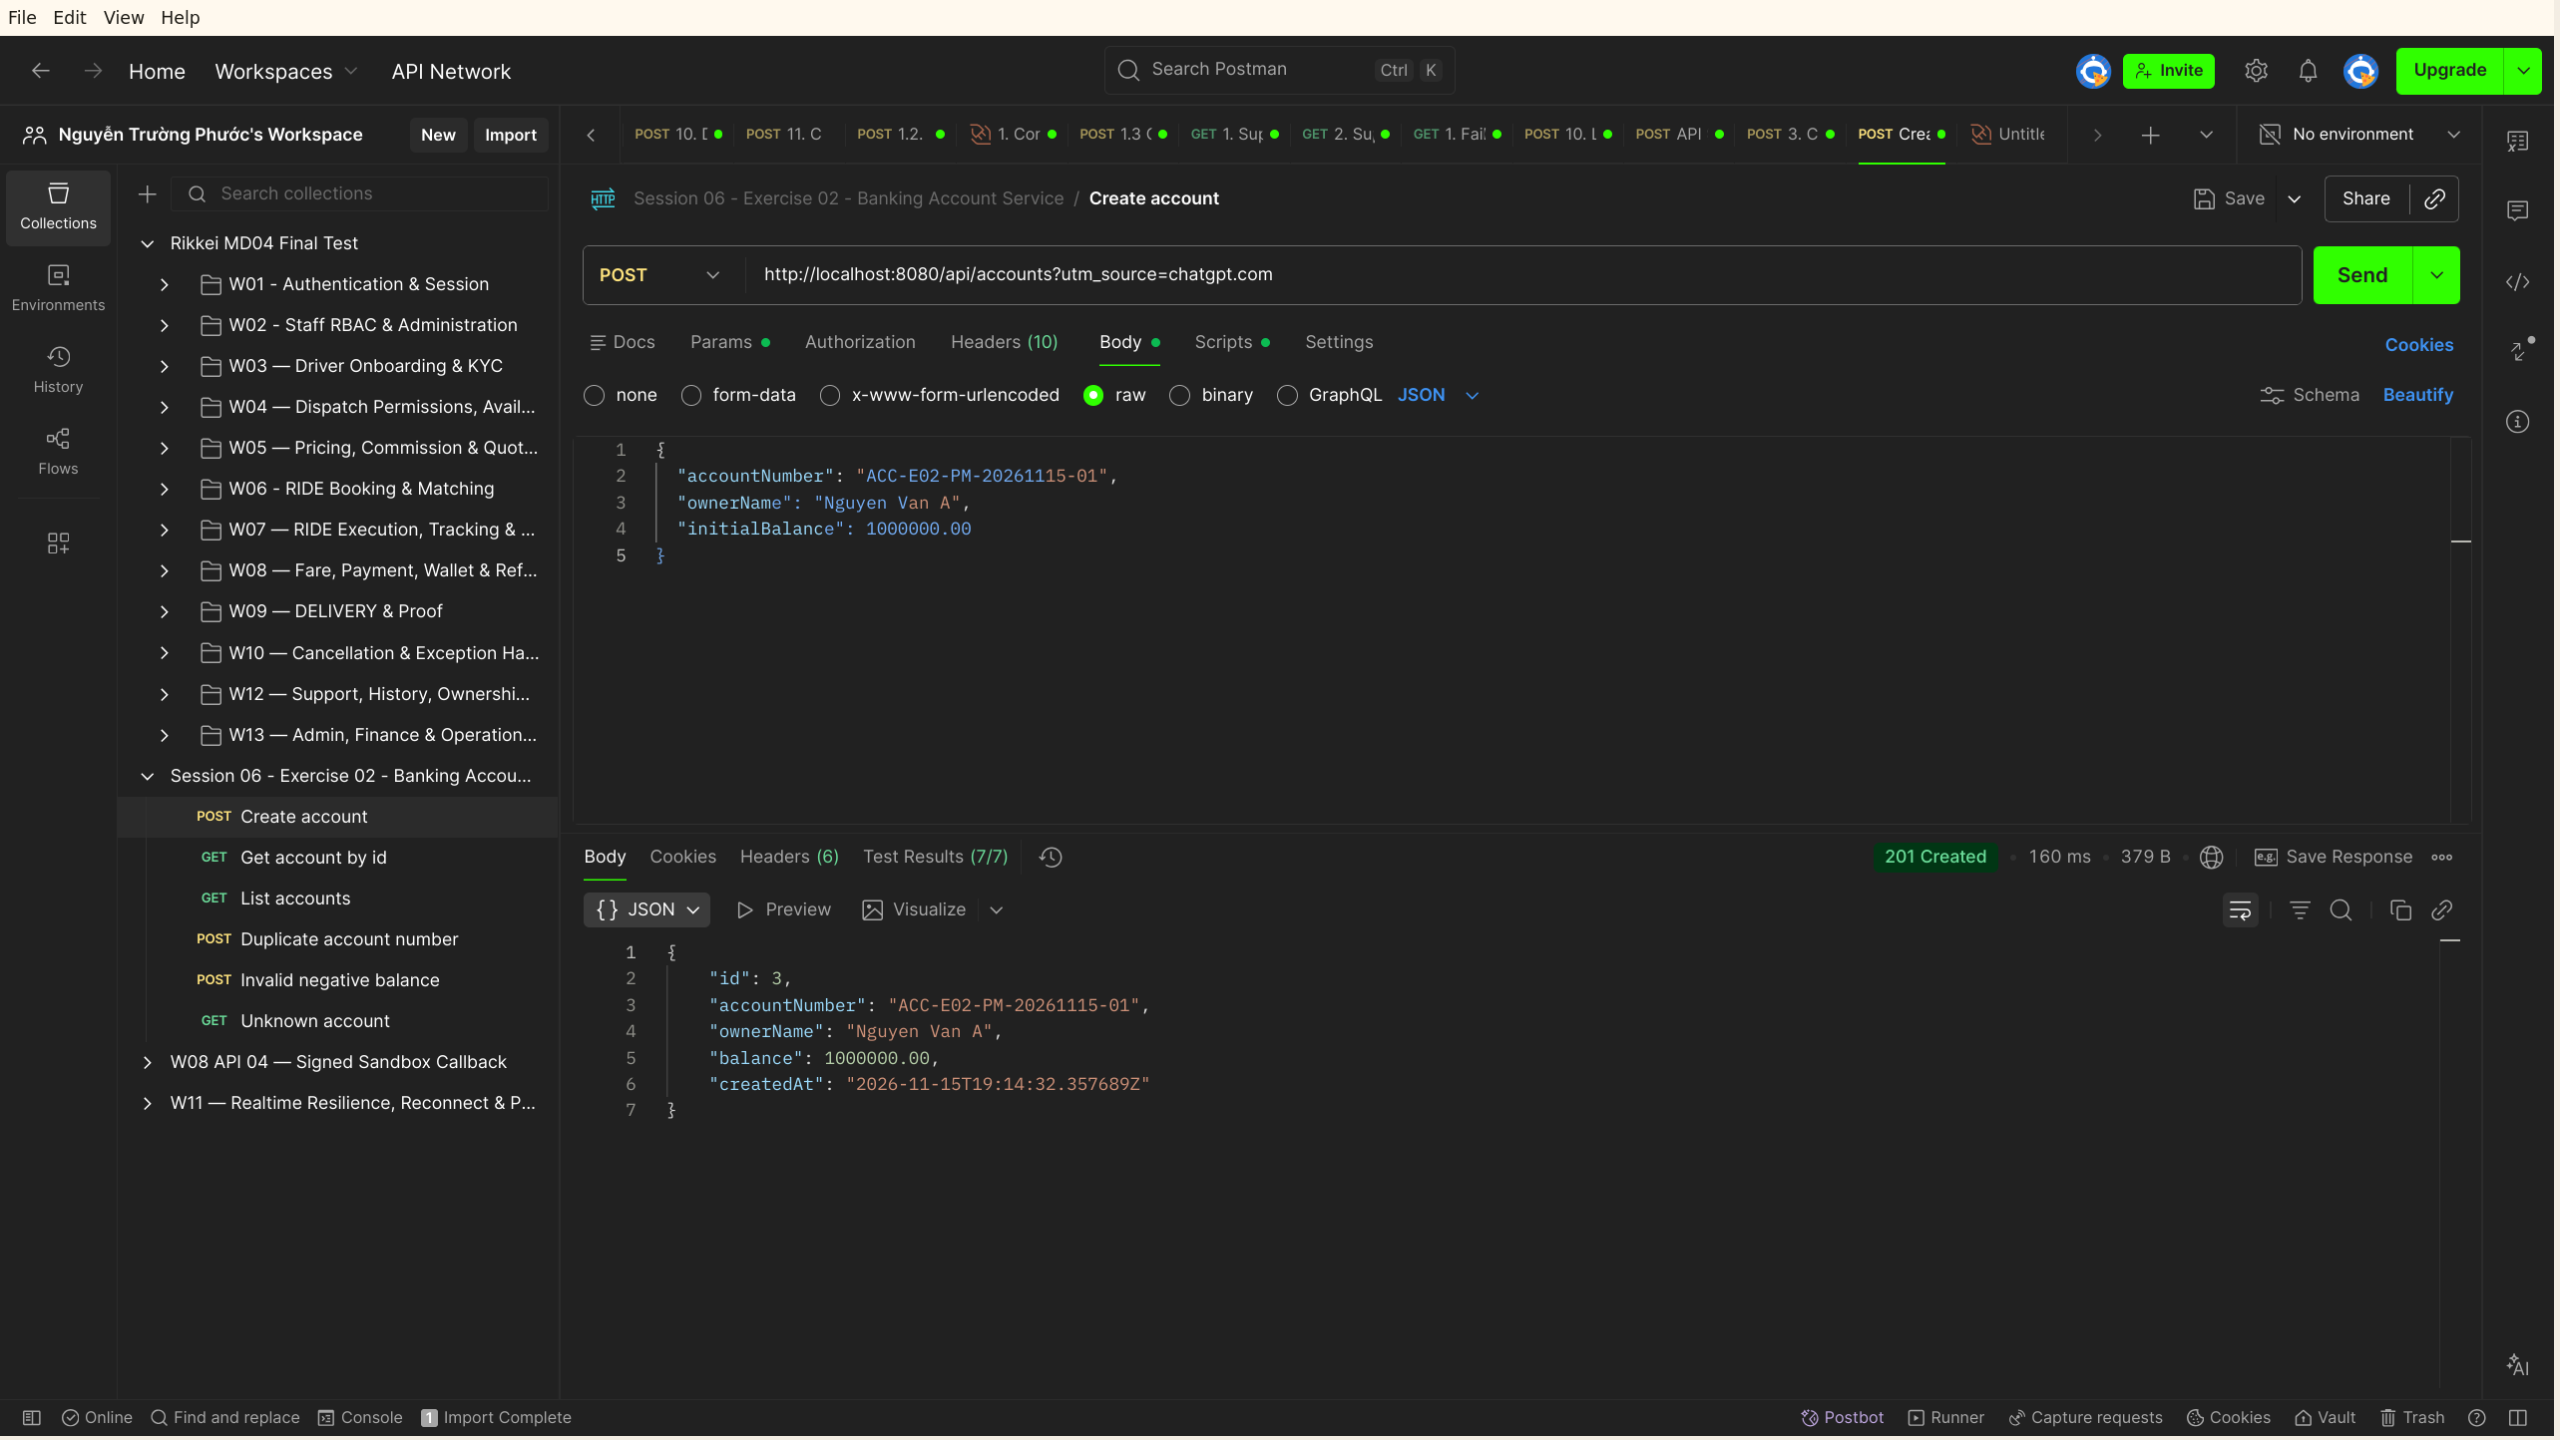 File Edit View Help
Home Workspaces API Network Search Postman Ctrl K Invite Upgrade
Nguyễn Trường Phước's Workspace New Import POST 10. POST 11. C POST 1.2. 1. Cor POST 1.3 GET 1. Sup GET 2. Su GET 1. Fail POST 10. POST API POST 3. C POST Crea Untitle No environment
Collections
Environments
History
Flows
Search collections
Rikkei MD04 Final Test
W01 - Authentication & Session
W02 - Staff RBAC & Administration
W03 — Driver Onboarding & KYC
W04 — Dispatch Permissions, Avail...
W05 — Pricing, Commission & Quot...
W06 - RIDE Booking & Matching
W07 — RIDE Execution, Tracking & ...
W08 — Fare, Payment, Wallet & Ref...
W09 — DELIVERY & Proof
W10 — Cancellation & Exception Ha...
W12 — Support, History, Ownershi...
W13 — Admin, Finance & Operation...
Session 06 - Exercise 02 - Banking Accou...
POST Create account
GET Get account by id
GET List accounts
POST Duplicate account number
POST Invalid negative balance
GET Unknown account
W08 API 04 — Signed Sandbox Callback
W11 — Realtime Resilience, Reconnect & P...
HTTP Session 06 - Exercise 02 - Banking Account Service / Create account Save Share
POST http://localhost:8080/api/accounts?utm_source=chatgpt.com Send
Docs Params Authorization Headers (10) Body Scripts Settings Cookies
none form-data x-www-form-urlencoded raw binary GraphQL JSON Schema Beautify
1 {
2 "accountNumber": "ACC-E02-PM-20261115-01",
3 "ownerName": "Nguyen Van A",
4 "initialBalance": 1000000.00
5 }
Body Cookies Headers (6) Test Results (7/7) 201 Created 160 ms 379 B e.g. Save Response
{} JSON Preview Visualize
1 {
2 "id": 3,
3 "accountNumber": "ACC-E02-PM-20261115-01",
4 "ownerName": "Nguyen Van A",
5 "balance": 1000000.00,
6 "createdAt": "2026-11-15T19:14:32.357689Z"
7 }
AI
Online Find and replace Console 1 Import Complete Postbot Runner Capture requests Cookies Vault Trash